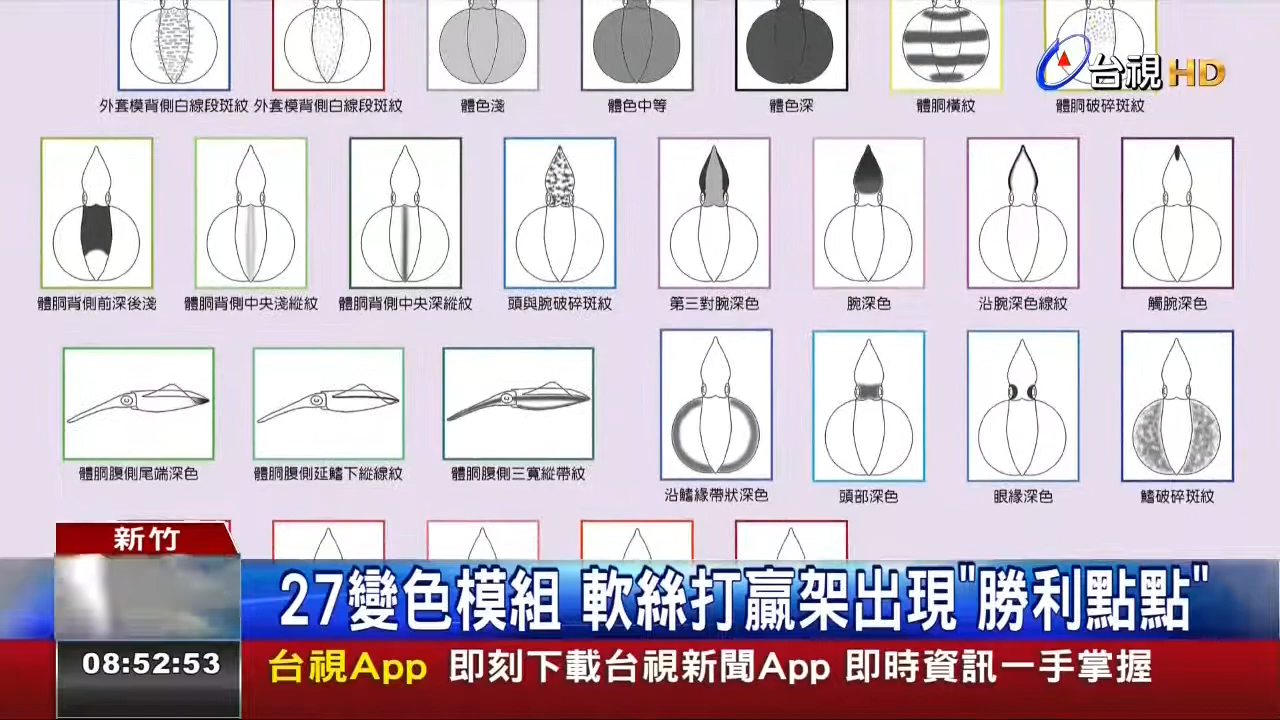 台視HD
外套模背側白線段斑紋 外套模背側白線段斑紋 體色淺 體色中等 體色深 體胴橫紋 體胴破碎斑紋
體胴背側前深後淺 體胴背側中央淺縱紋 體胴背側中央深縱紋 頭與腕破碎斑紋 第三對腕深色 腕深色 沿腕深色線紋 觸腕深色
體胴腹側尾端深色 體胴腹側延鰭下縱線紋 體胴腹側三寬縱帶紋
沿鰭緣帶狀深色 頭部深色 眼緣深色 鰭破碎斑紋
新竹
27變色模組 軟絲打贏架出現"勝利點點"
08:52:53
台視App 即刻下載台視新聞App 即時資訊一手掌握